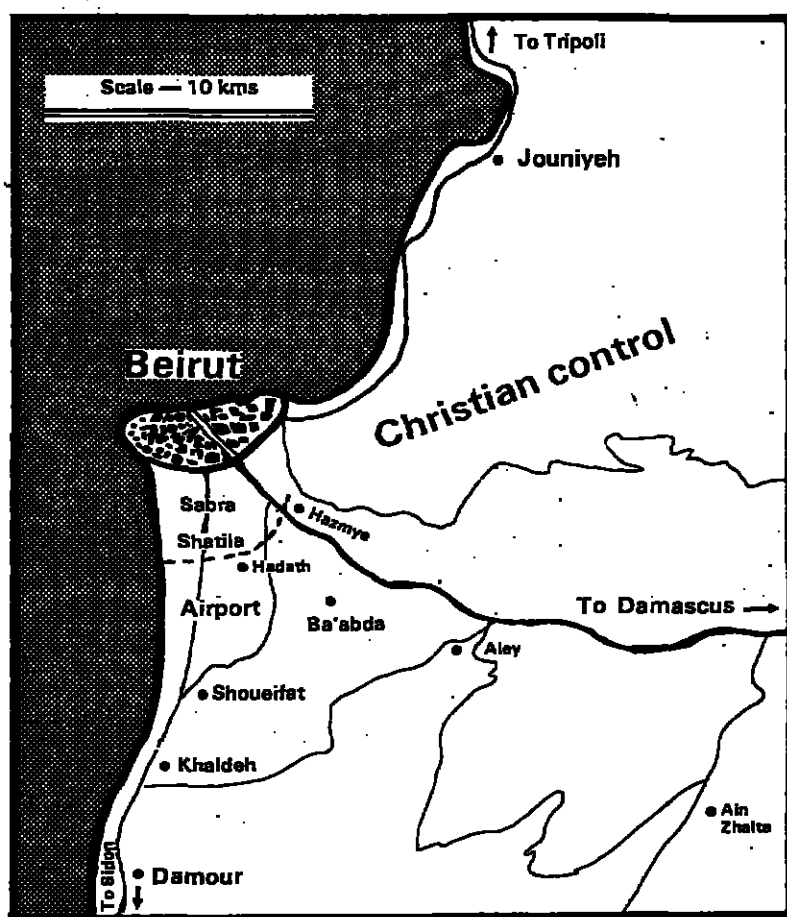 To Tripoli
Scale — 10 kms
Jouniyeh
Beirut
Christian control
Sabra
Shatila
Hazmye
Hadath
Airport
Ba'abda
To Damascus
Alay
Shoueifat
Khaldeh
Ain
Zhalta
To Sidon
Damour